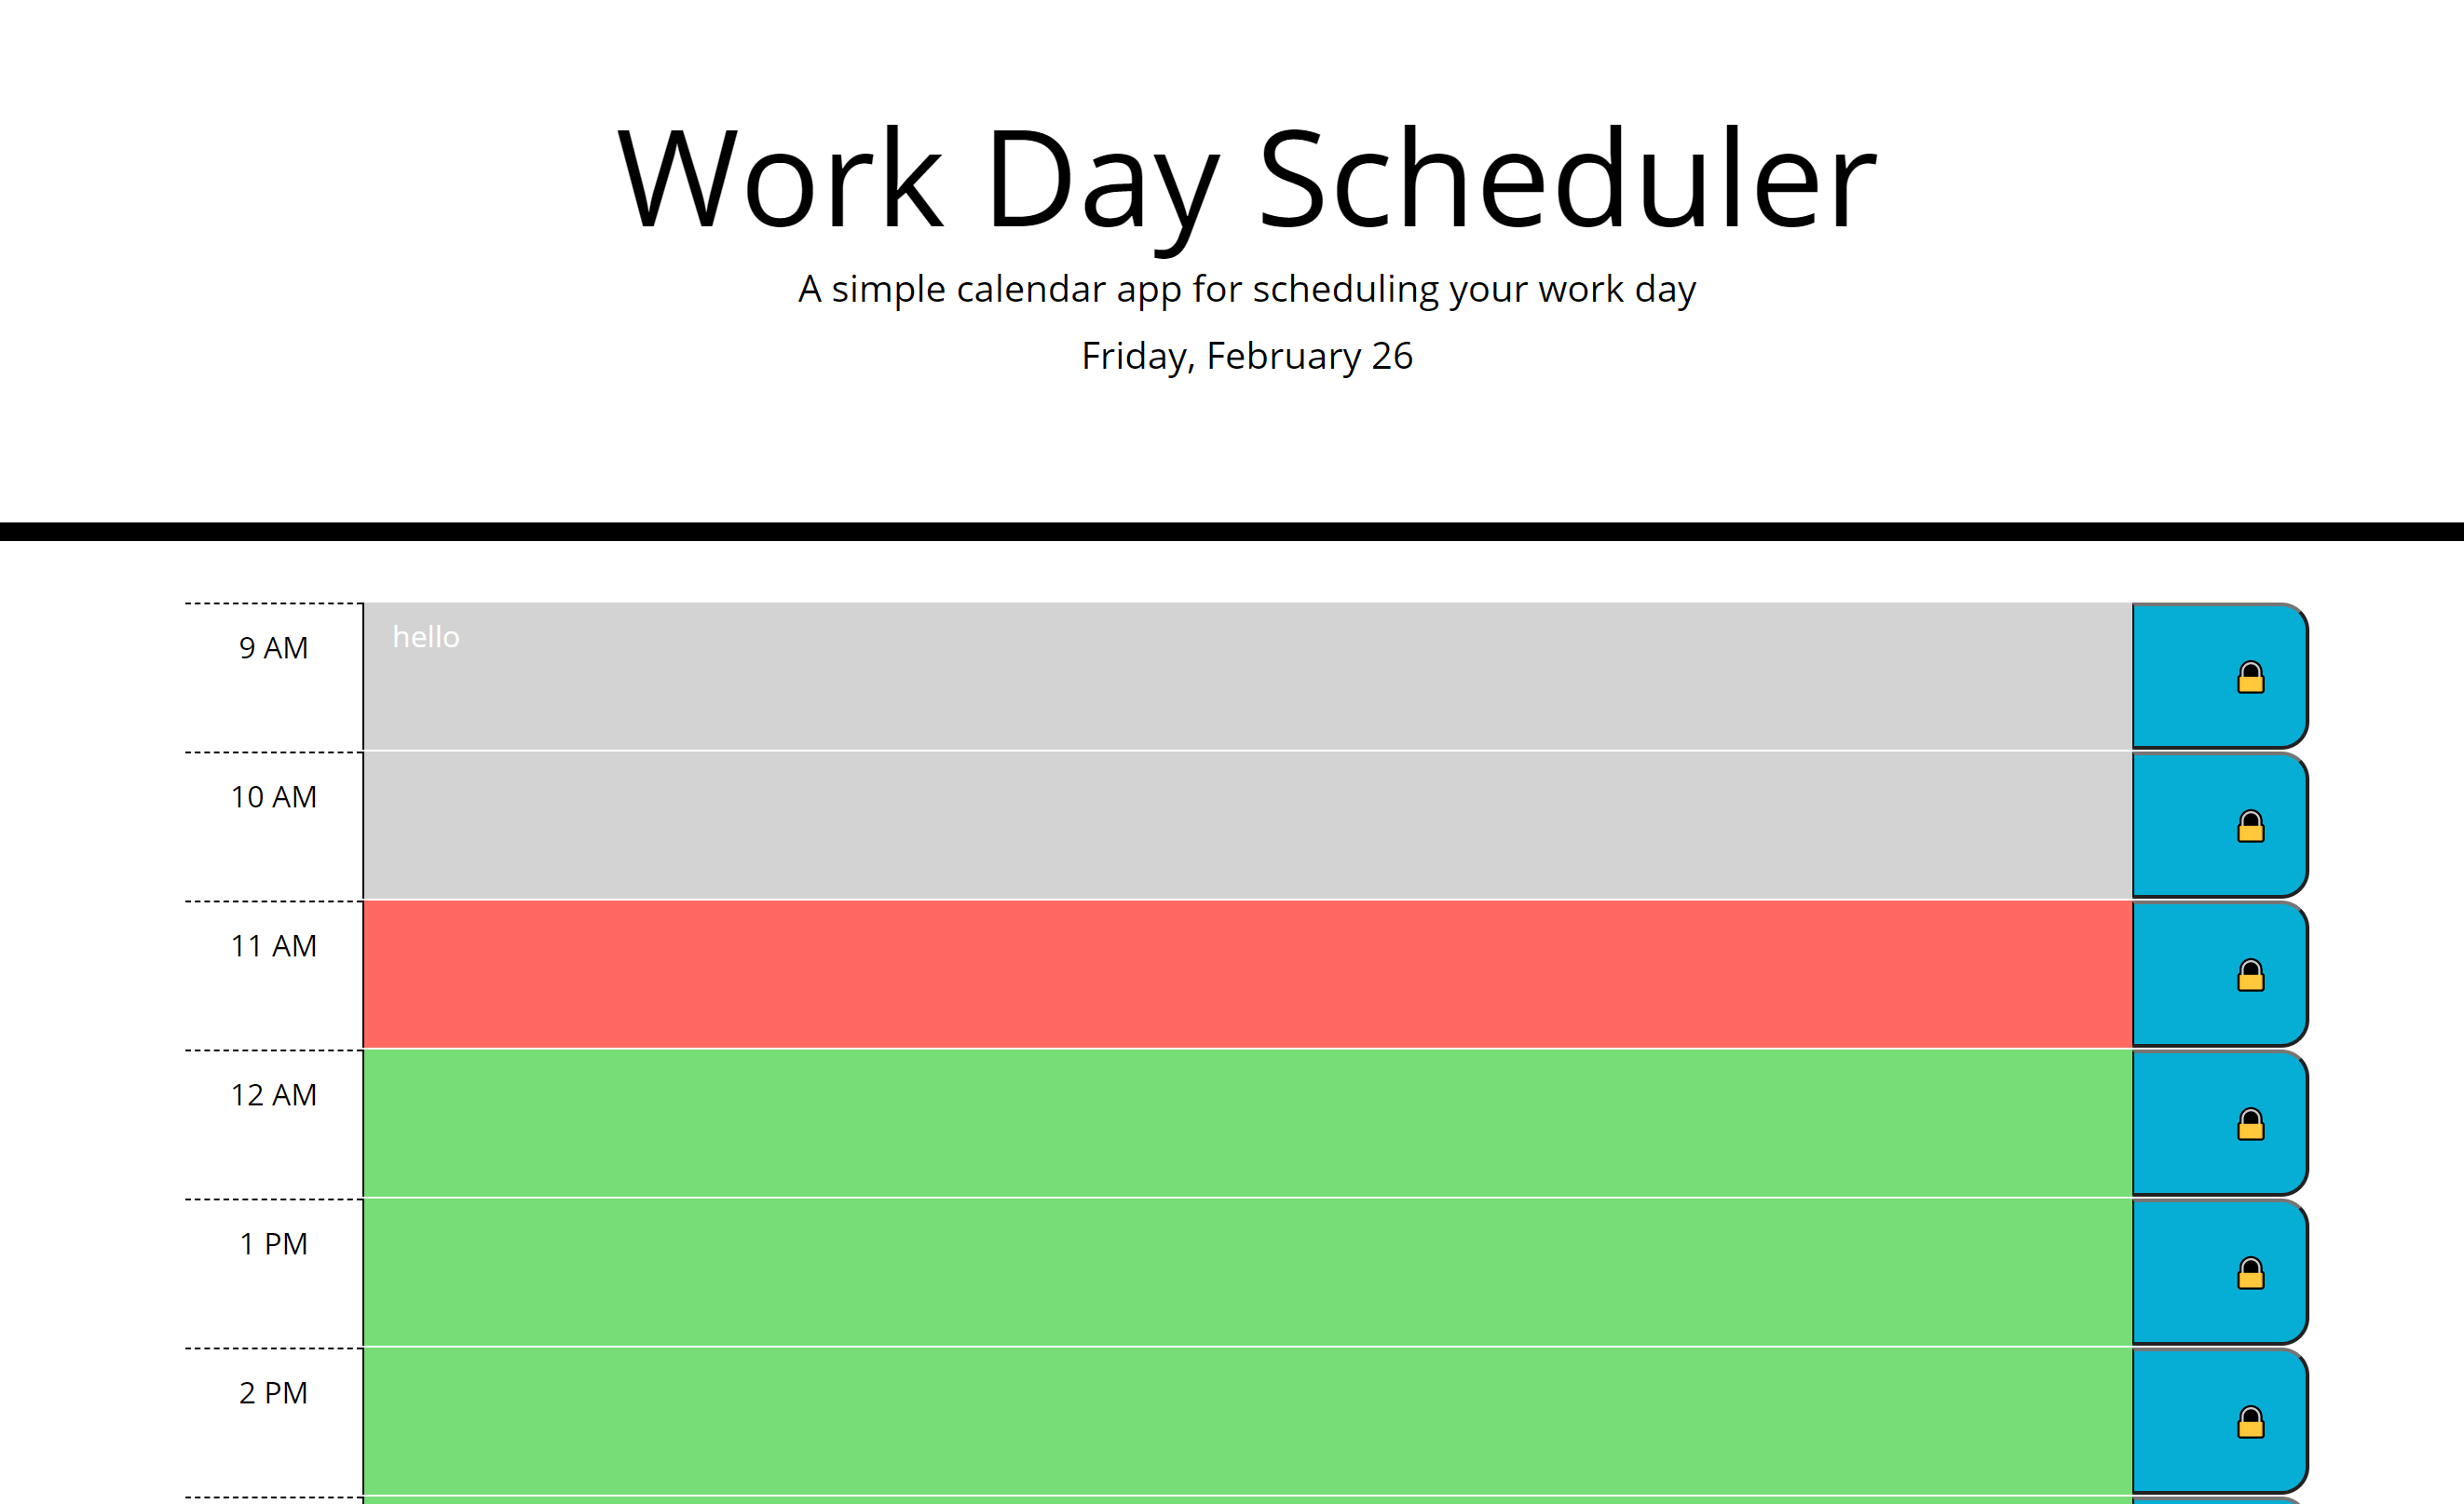 Work Day Scheduler
A simple calendar app for scheduling your work day
Friday, February 26
9 AM
hello
10 AM
11 AM
12 AM
1 PM
2 PM